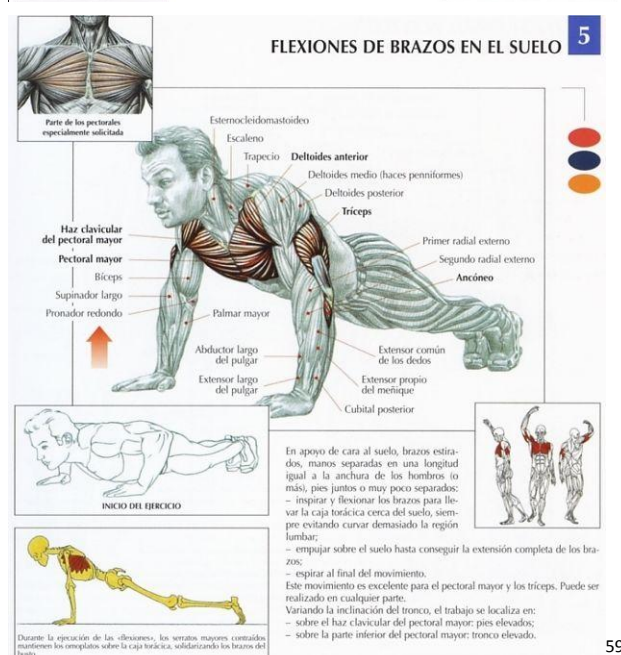 FLEXIONES DE BRAZOS EN EL SUELO
5
Parte de los pectorales
especialmente solicitada
Esternocleidomastoideo
Escaleno
Trapecio
Deltoides anterior
Deltoides medio (haces penniformes)
Deltoides posterior
Tríceps
Haz clavicular
del pectoral mayor
Pectoral mayor
Bíceps
Supinador largo
Pronador redondo
Primer radial externo
Segundo radial externo
Ancóneo
Palmar mayor
Abductor largo
del pulgar
Extensor largo
del pulgar
Extensor común
de los dedos
Extensor propio
del meñique
Cubital posterior
INICIO DEL EJERCICIO
En apoyo de cara al suelo, brazos estira-
dos, manos separadas en una longitud
igual a la anchura de los hombros (o
más), pies juntos o muy poco separados:
– inspirar y flexionar los brazos para lle-
var la caja torácica cerca del suelo, siem-
pre evitando curvar demasiado la región
lumbar;
– empujar sobre el suelo hasta conseguir la extensión completa de los bra-
zos;
– espirar al final del movimiento.
Este movimiento es excelente para el pectoral mayor y los tríceps. Puede ser
realizado en cualquier parte.
Variando la inclinación del tronco, el trabajo se localiza en:
– sobre el haz clavicular del pectoral mayor: pies elevados;
– sobre la parte inferior del pectoral mayor: tronco elevado.
Durante la ejecución de las «flexiones», los serratos mayores contraídos
mantienen los omoplatos sobre la caja torácica, solidarizando los brazos del
busto.
59